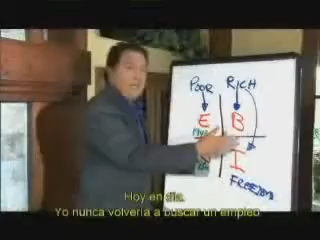 POOR RICH
E B
I
FREEDOM
Hoy en día.
Yo nunca volvería a buscar un empleo